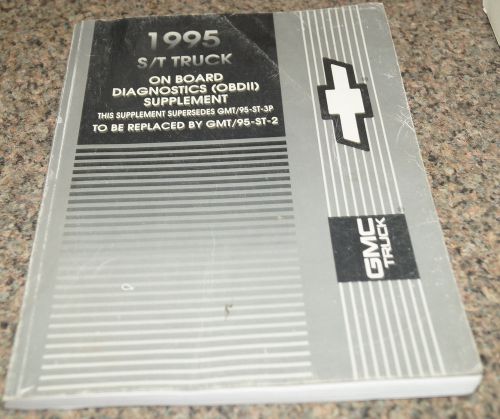 1995
S/T TRUCK
ON BOARD
DIAGNOSTICS (OBDII)
SUPPLEMENT
THIS SUPPLEMENT SUPERSEDES GMT/95-ST-3P
TO BE REPLACED BY GMT/95-ST-2
GMC
TRUCK